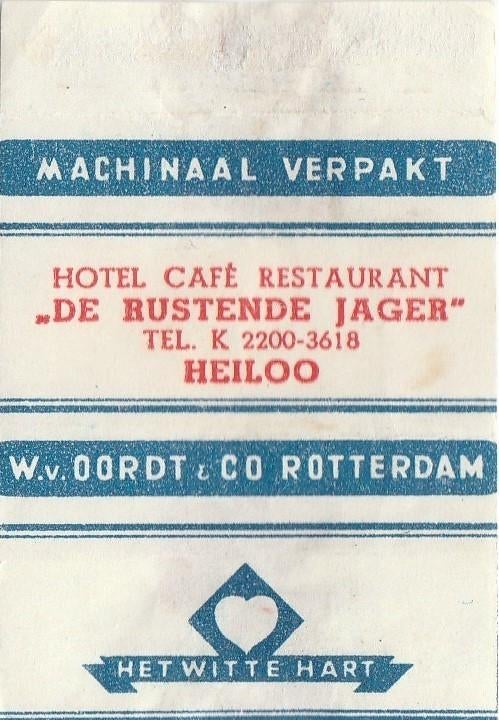 MACHINAAL VERPAKT
HOTEL CAFÉ RESTAURANT
„DE RUSTENDE JAGER"
TEL. K 2200-3618
HEILOO
W.v. OORDT & CO ROTTERDAM
HET WITTE HART